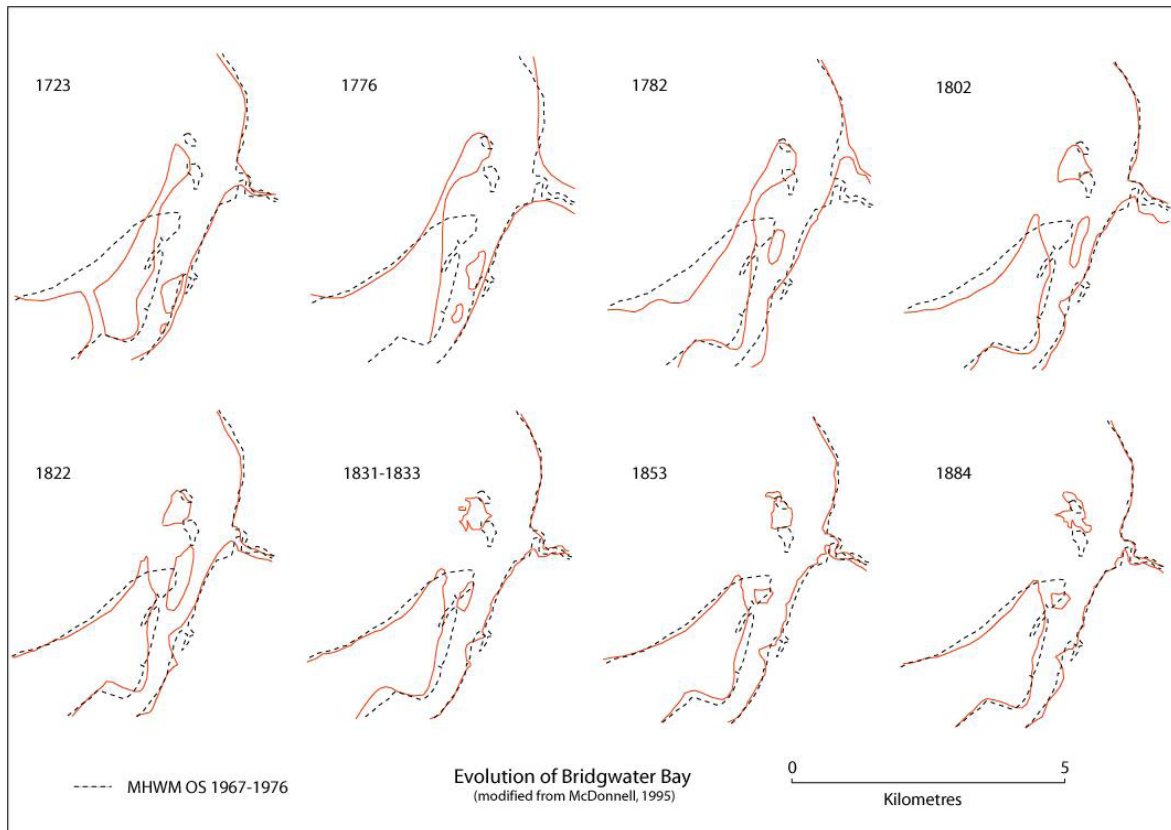 1723
1776
1782
1802
1822
1831-1833
1853
1884
MHWM OS 1967-1976
Evolution of Bridgwater Bay
(modified from McDonnell, 1995)
0
5
Kilometres